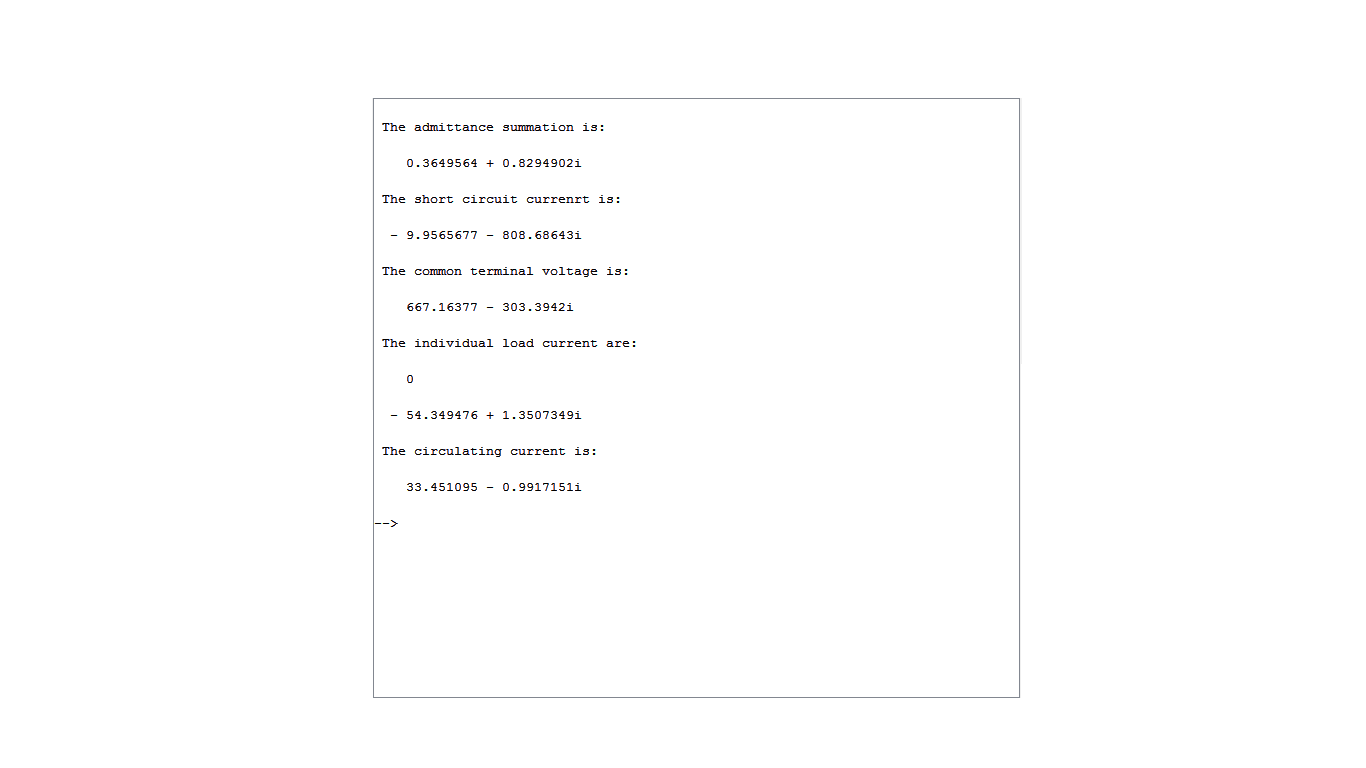 The admittance summation is:
0.3649564 + 0.8294902i
The short circuit currenrt is:
- 9.9565677 - 808.68643i
The common terminal voltage is:
667.16377 - 303.3942i
The individual load current are:
0
- 54.349476 + 1.3507349i
The circulating current is:
33.451095 - 0.9917151i
-->